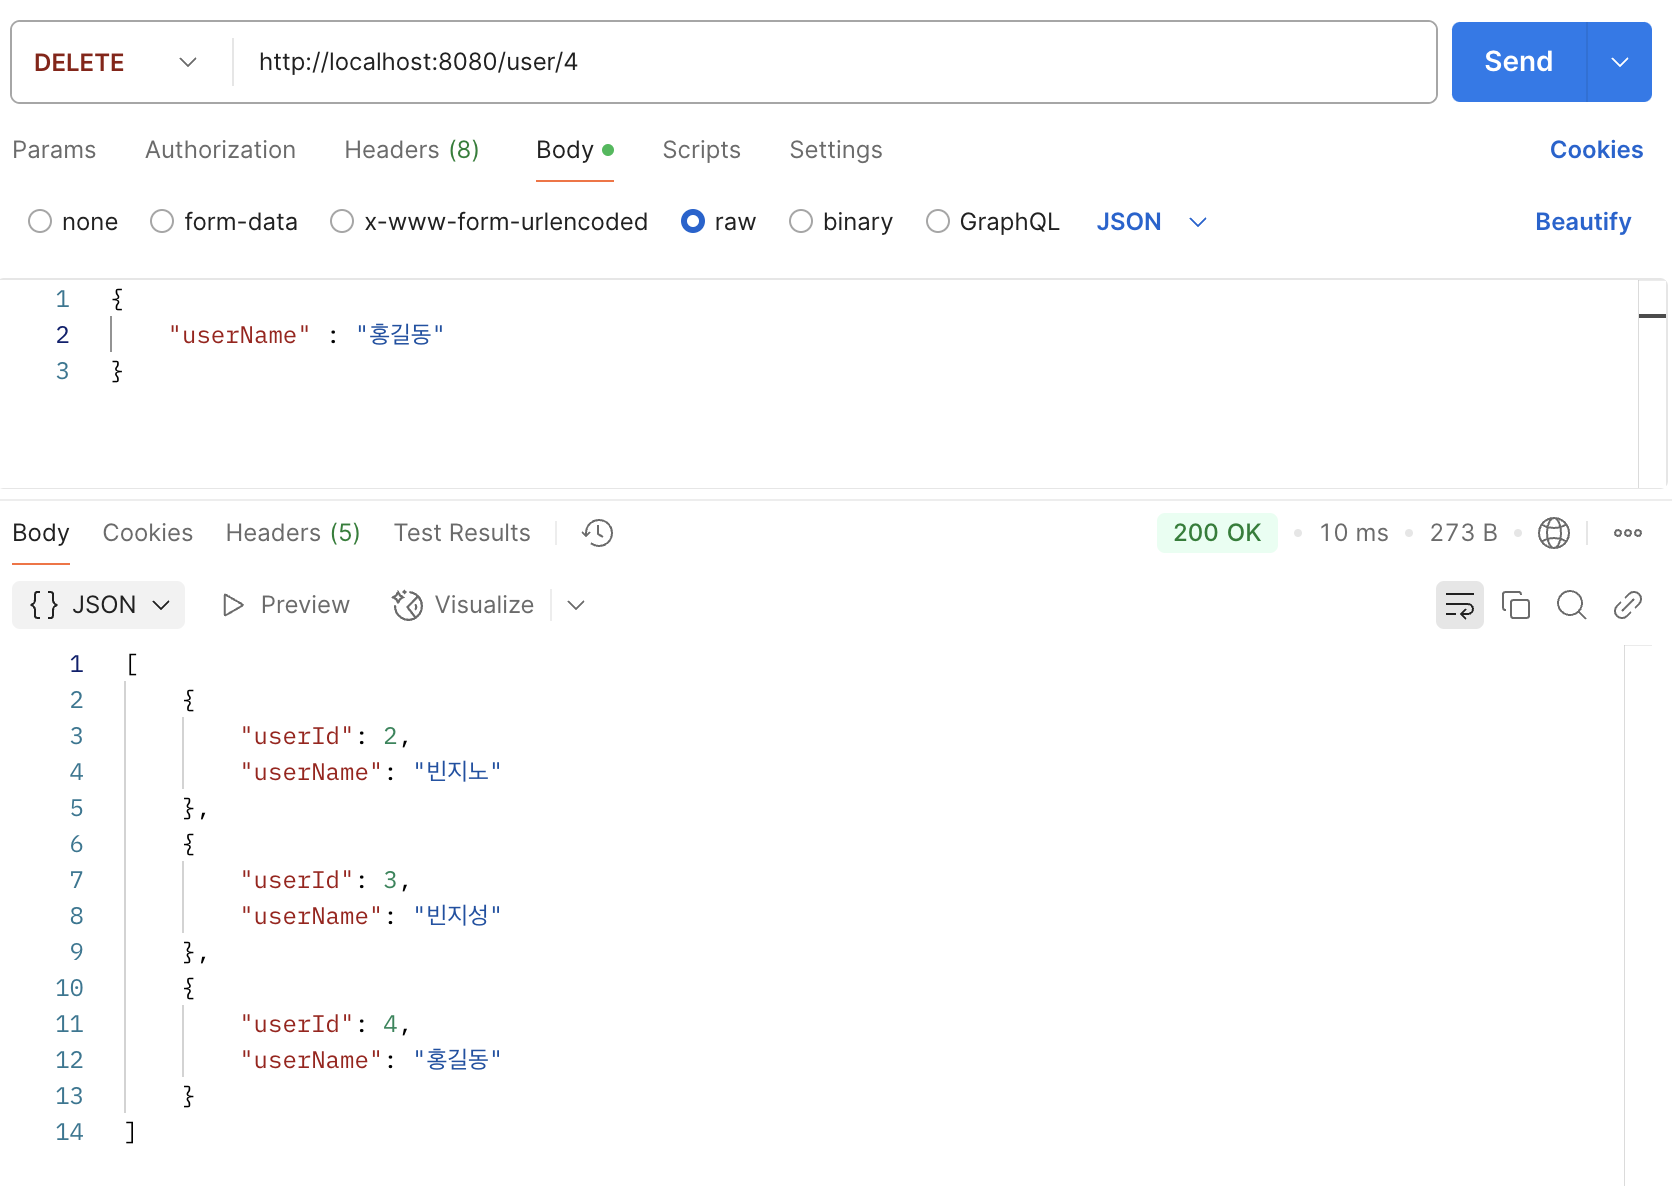 DELETE http://localhost:8080/user/4 Send
Params Authorization Headers (8) Body Scripts Settings Cookies
none form-data x-www-form-urlencoded raw binary GraphQL JSON Beautify
1 {
2 "userName" : "홍길동"
3 }
Body Cookies Headers (5) Test Results 200 OK 10 ms 273 B
{} JSON Preview Visualize
1 [
2 {
3 "userId": 2,
4 "userName": "빈지노"
5 },
6 {
7 "userId": 3,
8 "userName": "빈지성"
9 },
10 {
11 "userId": 4,
12 "userName": "홍길동"
13 }
14 ]